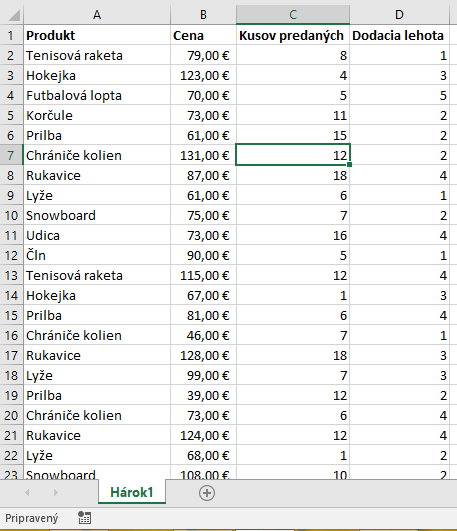 A B C D
1 Produkt Cena Kusov predaných Dodacia lehota
2 Tenisová raketa 79,00 € 8 1
3 Hokejka 123,00 € 4 3
4 Futbalová lopta 70,00 € 5 5
5 Korčule 73,00 € 11 2
6 Prilba 61,00 € 15 2
7 Chrániče kolien 131,00 € 12 2
8 Rukavice 87,00 € 18 4
9 Lyže 61,00 € 6 1
10 Snowboard 75,00 € 7 2
11 Udica 73,00 € 16 4
12 Čln 90,00 € 5 1
13 Tenisová raketa 115,00 € 12 4
14 Hokejka 67,00 € 1 3
15 Prilba 81,00 € 6 4
16 Chrániče kolien 46,00 € 7 1
17 Rukavice 128,00 € 18 3
18 Lyže 99,00 € 7 3
19 Prilba 39,00 € 12 2
20 Chrániče kolien 73,00 € 6 4
21 Rukavice 124,00 € 12 4
22 Lyže 68,00 € 1 2
23 Snowboard 108,00 € 10 2
Hárok1
Pripravený